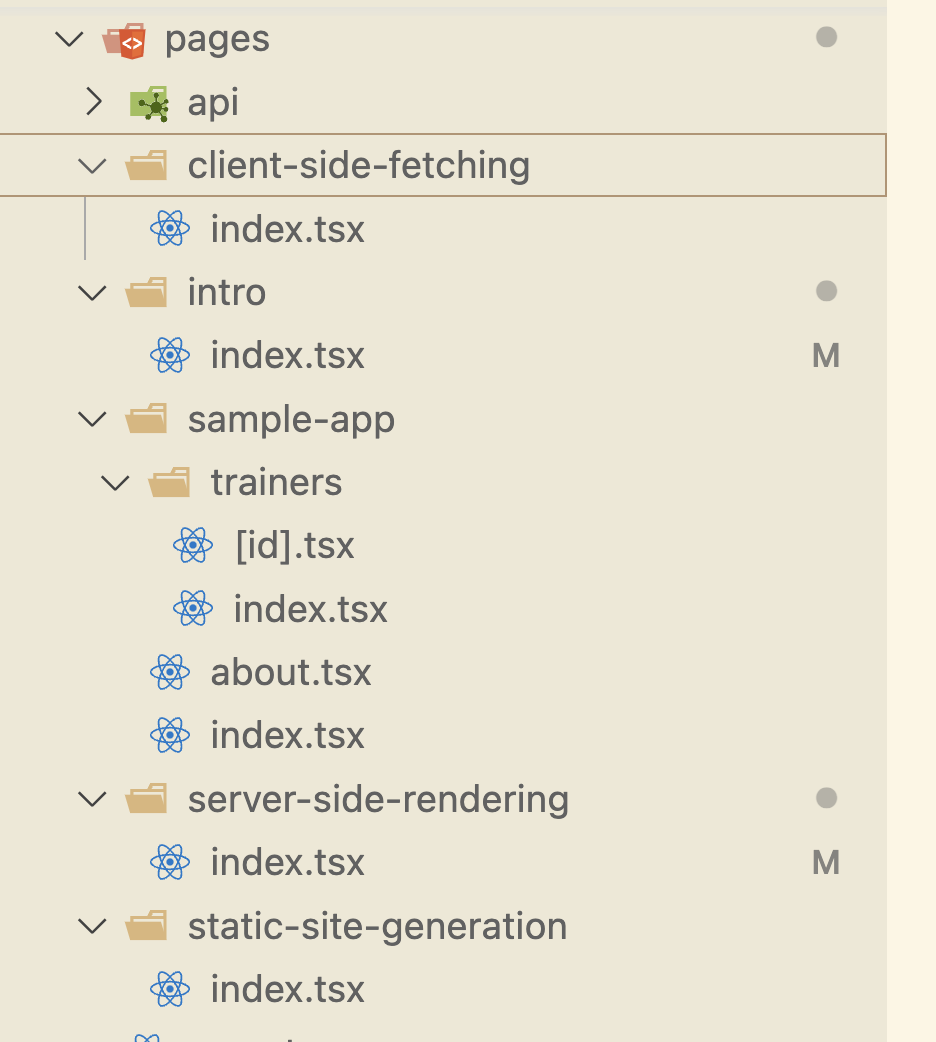 pages
api
client-side-fetching
index.tsx
intro
index.tsx M
sample-app
trainers
[id].tsx
index.tsx
about.tsx
index.tsx
server-side-rendering
index.tsx M
static-site-generation
index.tsx